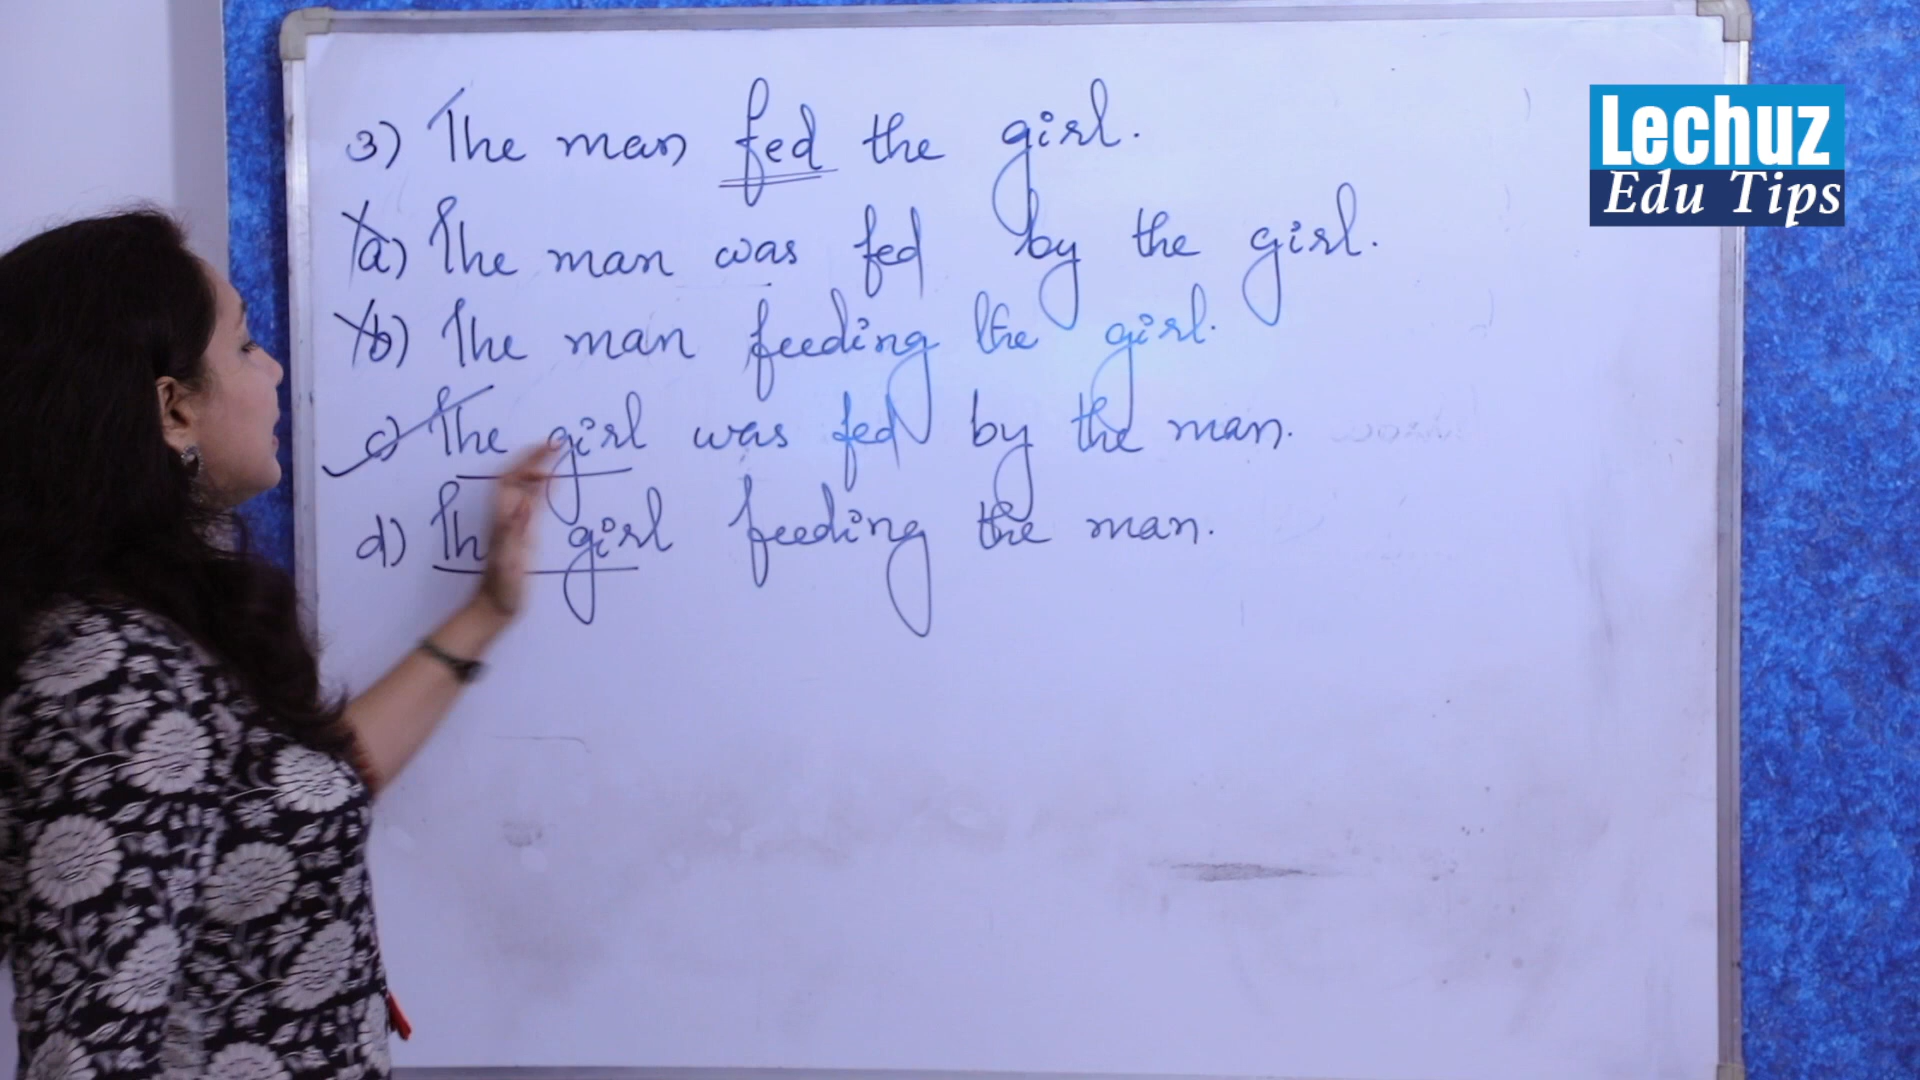 3) The man fed the girl.
a) The man was fed by the girl.
b) The man feeding the girl.
c) The girl was fed by the man.
d) The girl feeding the man.
Lechuz
Edu Tips